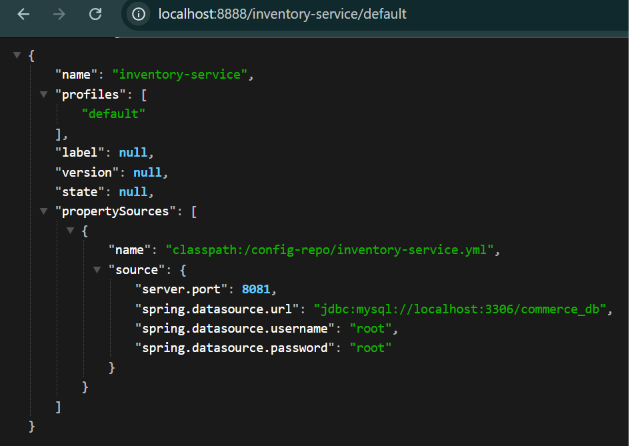 localhost:8888/inventory-service/default
{
"name": "inventory-service",
"profiles": [
"default"
],
"label": null,
"version": null,
"state": null,
"propertySources": [
{
"name": "classpath:/config-repo/inventory-service.yml",
"source": {
"server.port": 8081,
"spring.datasource.url": "jdbc:mysql://localhost:3306/commerce_db",
"spring.datasource.username": "root",
"spring.datasource.password": "root"
}
}
]
}